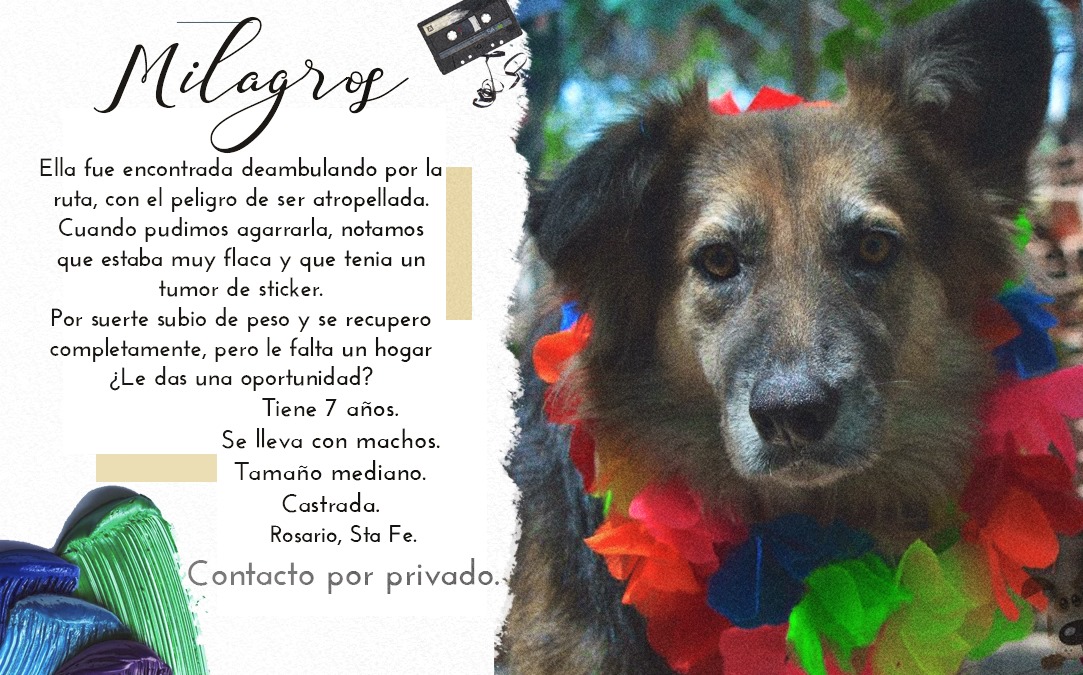 Milagros
Ella fue encontrada deambulando por la
ruta, con el peligro de ser atropellada.
Cuando pudimos agarrarla, notamos
que estaba muy flaca y que tenia un
tumor de sticker.
Por suerte subio de peso y se recupero
completamente, pero le falta un hogar
¿Le das una oportunidad?
Tiene 7 años.
Se lleva con machos.
Tamaño mediano.
Castrada.
Rosario, Sta Fe.
Contacto por privado.